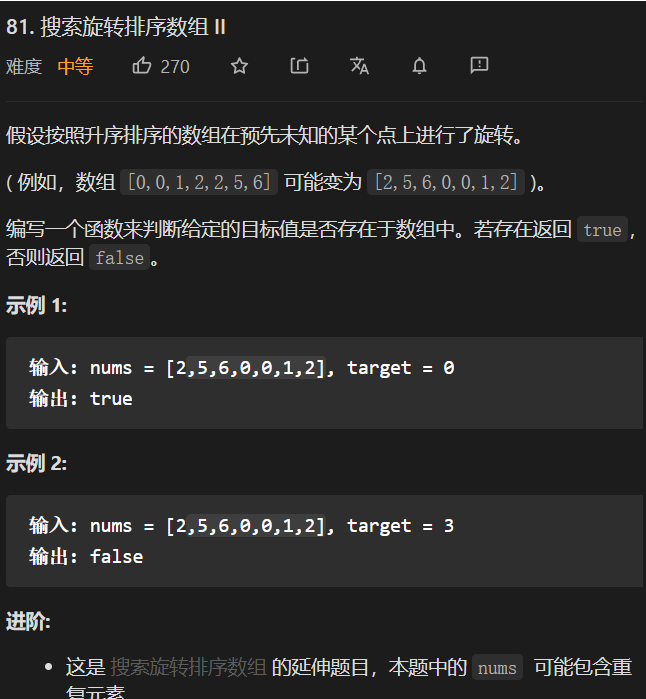 81. 搜索旋转排序数组 II
难度 中等 270
假设按照升序排序的数组在预先未知的某个点上进行了旋转。
( 例如，数组 [0,0,1,2,2,5,6] 可能变为 [2,5,6,0,0,1,2] )。
编写一个函数来判断给定的目标值是否存在于数组中。若存在返回 true，
否则返回 false。
示例 1:
输入: nums = [2,5,6,0,0,1,2], target = 0
输出: true
示例 2:
输入: nums = [2,5,6,0,0,1,2], target = 3
输出: false
进阶:
• 这是 搜索旋转排序数组 的延伸题目，本题中的 nums 可能包含重
复元素